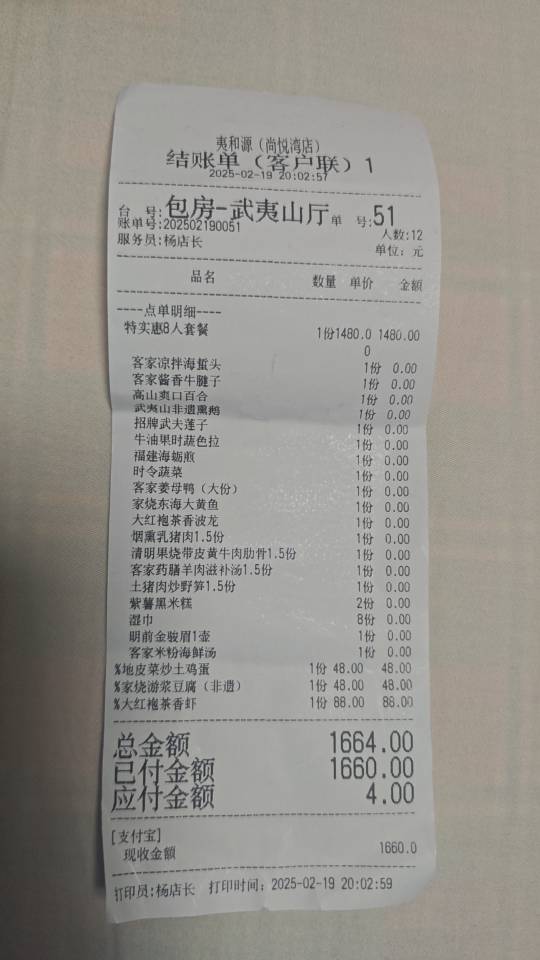 夷和源（尚悦湾店）
结账单（客户联）1
2025-02-19 20:02:57
台 号:包房-武夷山厅单 号:51
账单号:202502190051 人数:12
服务员:杨店长 单位: 元
品名 数量 单价 金额
----点单明细----
特实惠8人套餐 1份1480.0 1480.00
0
客家凉拌海蜇头 1份 0.00
客家酱香牛腱子 1份 0.00
高山爽口百合 1份 0.00
武夷山非遗熏鹅 1份 0.00
招牌武夫莲子 1份 0.00
牛油果时蔬色拉 1份 0.00
福建海蛎煎 1份 0.00
时令蔬菜 1份 0.00
客家姜母鸭（大份） 1份 0.00
家烧东海大黄鱼 1份 0.00
大红袍茶香波龙 1份 0.00
烟熏乳猪肉1.5份 1份 0.00
清明果烧带皮黄牛肉肋骨1.5份 1份 0.00
客家药膳羊肉滋补汤1.5份 1份 0.00
土猪肉炒野笋1.5份 1份 0.00
紫薯黑米糕 2份 0.00
湿巾 8份 0.00
明前金骏眉1壶 1份 0.00
客家米粉海鲜汤 1份 0.00
%地皮菜炒土鸡蛋 1份 48.00 48.00
%家烧游浆豆腐（非遗） 1份 48.00 48.00
%大红袍茶香虾 1份 88.00 88.00
总金额 1664.00
已付金额 1660.00
应付金额 4.00
[支付宝]
现收金额 1660.0
打印员:杨店长 打印时间: 2025-02-19 20:02:59